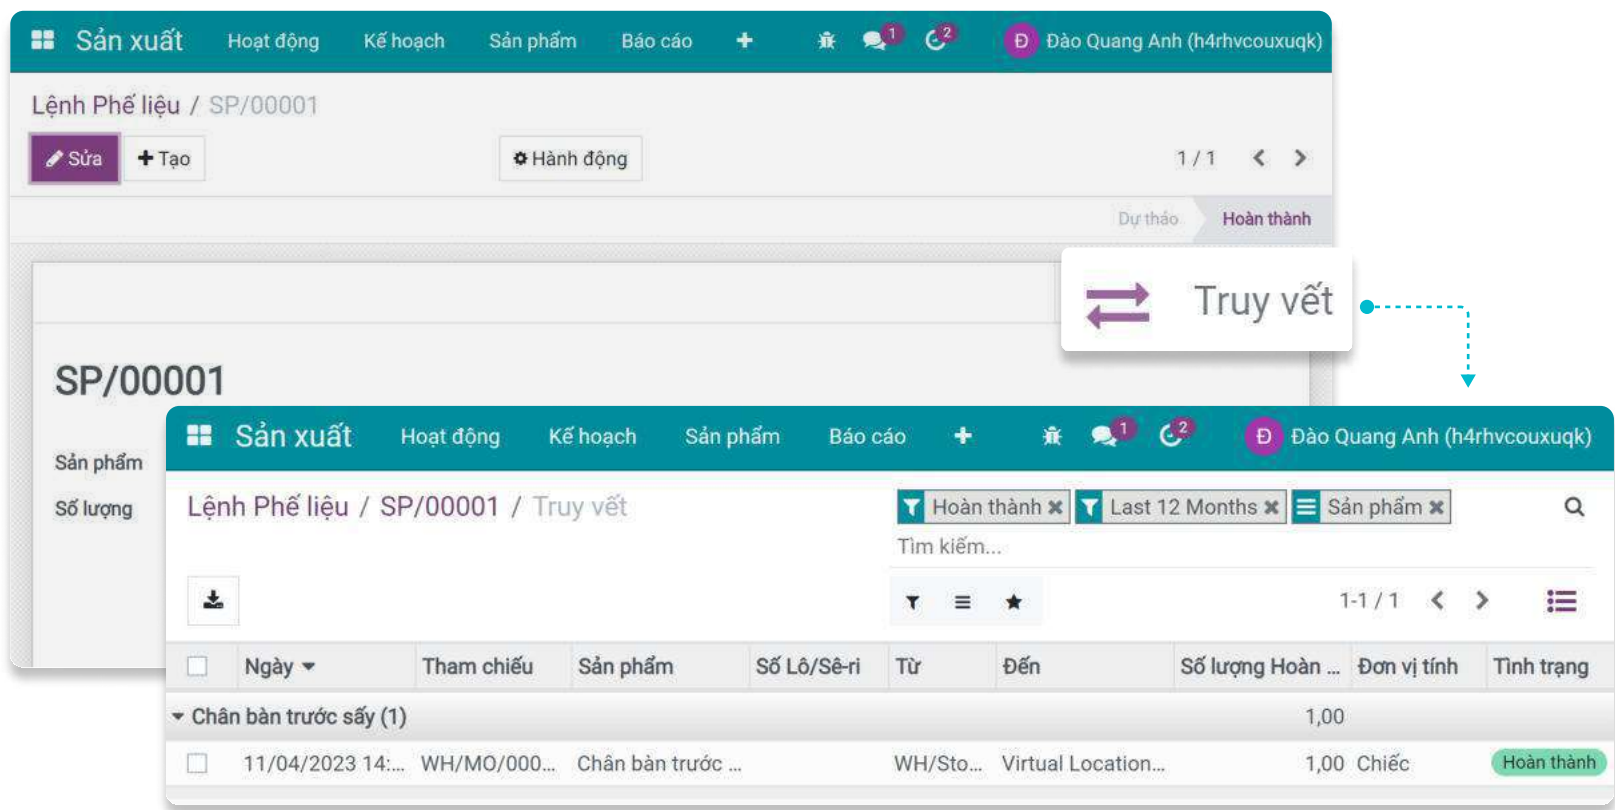 Sản xuất Hoạt động Kế hoạch Sản phẩm Báo cáo + 1 2 Đ Đào Quang Anh (h4rhvcouxuqk)
Lệnh Phế liệu / SP/00001
Sửa + Tạo Hành động 1 / 1
Dự thảo Hoàn thành
Truy vết
SP/00001
Sản phẩm
Số lượng
Sản xuất Hoạt động Kế hoạch Sản phẩm Báo cáo + 1 2 Đ Đào Quang Anh (h4rhvcouxuqk)
Lệnh Phế liệu / SP/00001 / Truy vết Hoàn thành Last 12 Months Sản phẩm
Tìm kiếm...
1-1 / 1
Ngày Tham chiếu Sản phẩm Số Lô/Sê-ri Từ Đến Số lượng Hoàn ... Đơn vị tính Tình trạng
Chân bàn trước sấy (1) 1,00
11/04/2023 14:... WH/MO/000... Chân bàn trước ... WH/Sto... Virtual Location... 1,00 Chiếc Hoàn thành